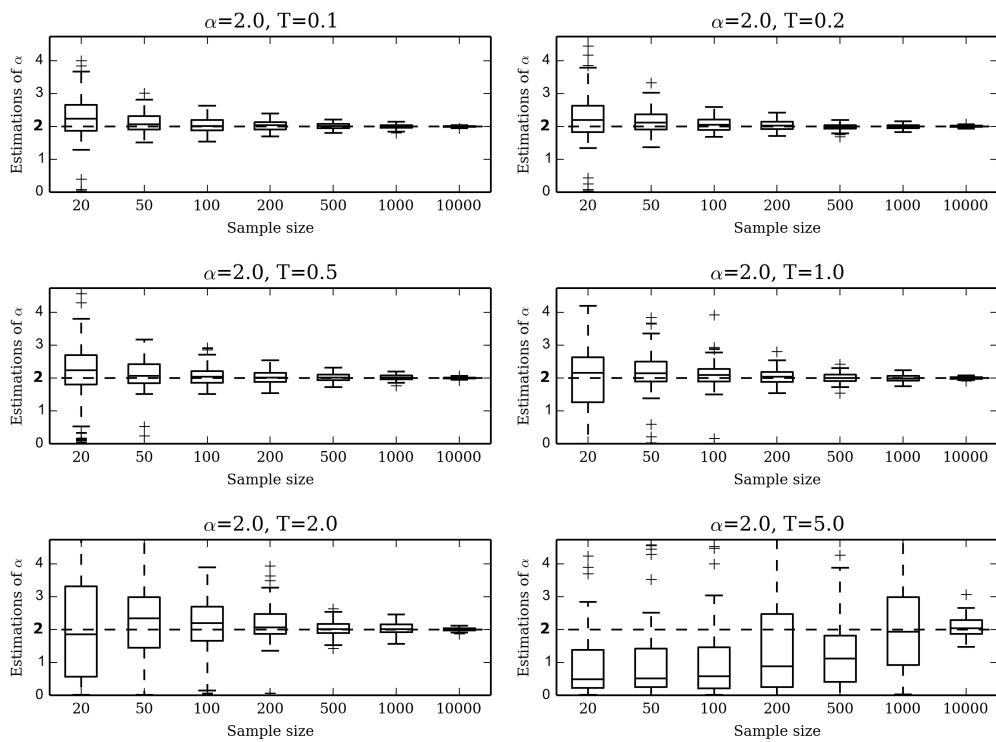 α=2.0, T=0.1
Estimations of α
4
3
2
1
0
20 50 100 200 500 1000 10000
Sample size
α=2.0, T=0.2
Estimations of α
4
3
2
1
0
20 50 100 200 500 1000 10000
Sample size
α=2.0, T=0.5
Estimations of α
4
3
2
1
0
20 50 100 200 500 1000 10000
Sample size
α=2.0, T=1.0
Estimations of α
4
3
2
1
0
20 50 100 200 500 1000 10000
Sample size
α=2.0, T=2.0
Estimations of α
4
3
2
1
0
20 50 100 200 500 1000 10000
Sample size
α=2.0, T=5.0
Estimations of α
4
3
2
1
0
20 50 100 200 500 1000 10000
Sample size